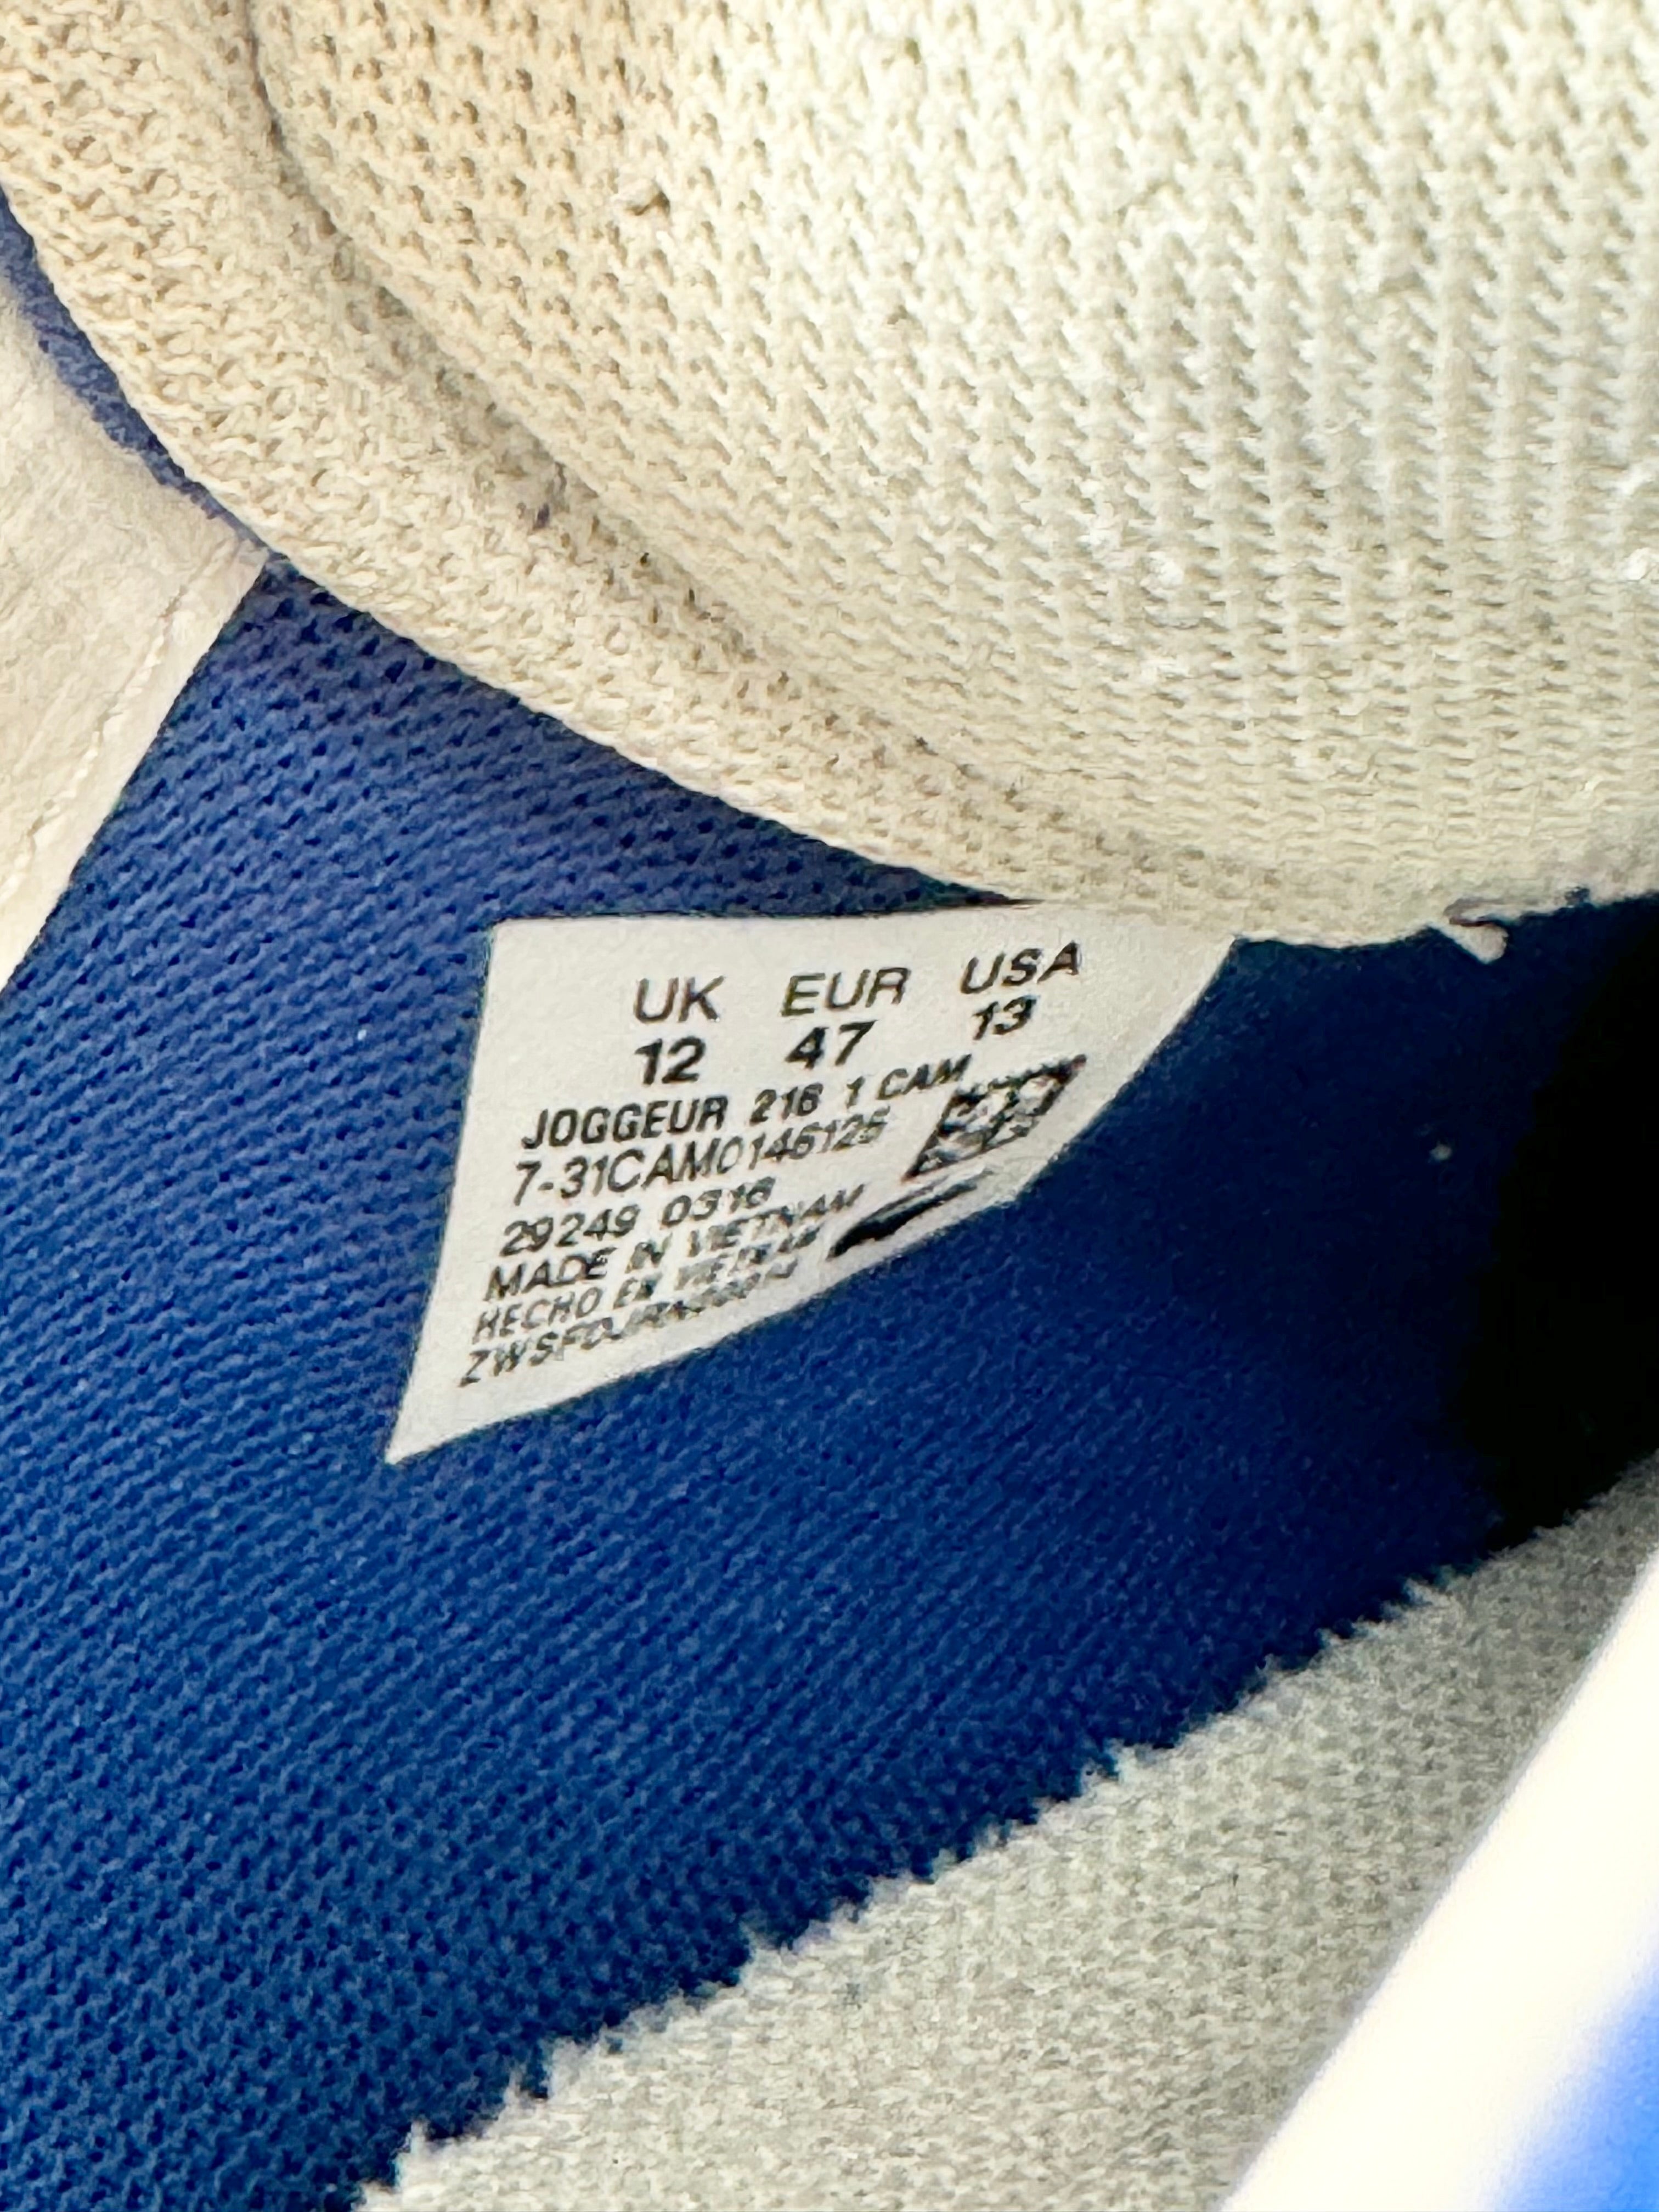 UK EUR USA
12 47 13
JOGGEUR 216 1 CAM
7-31CAM0146125
29249 0316
MADE IN VIETNAM
HECHO EN VIETNAM